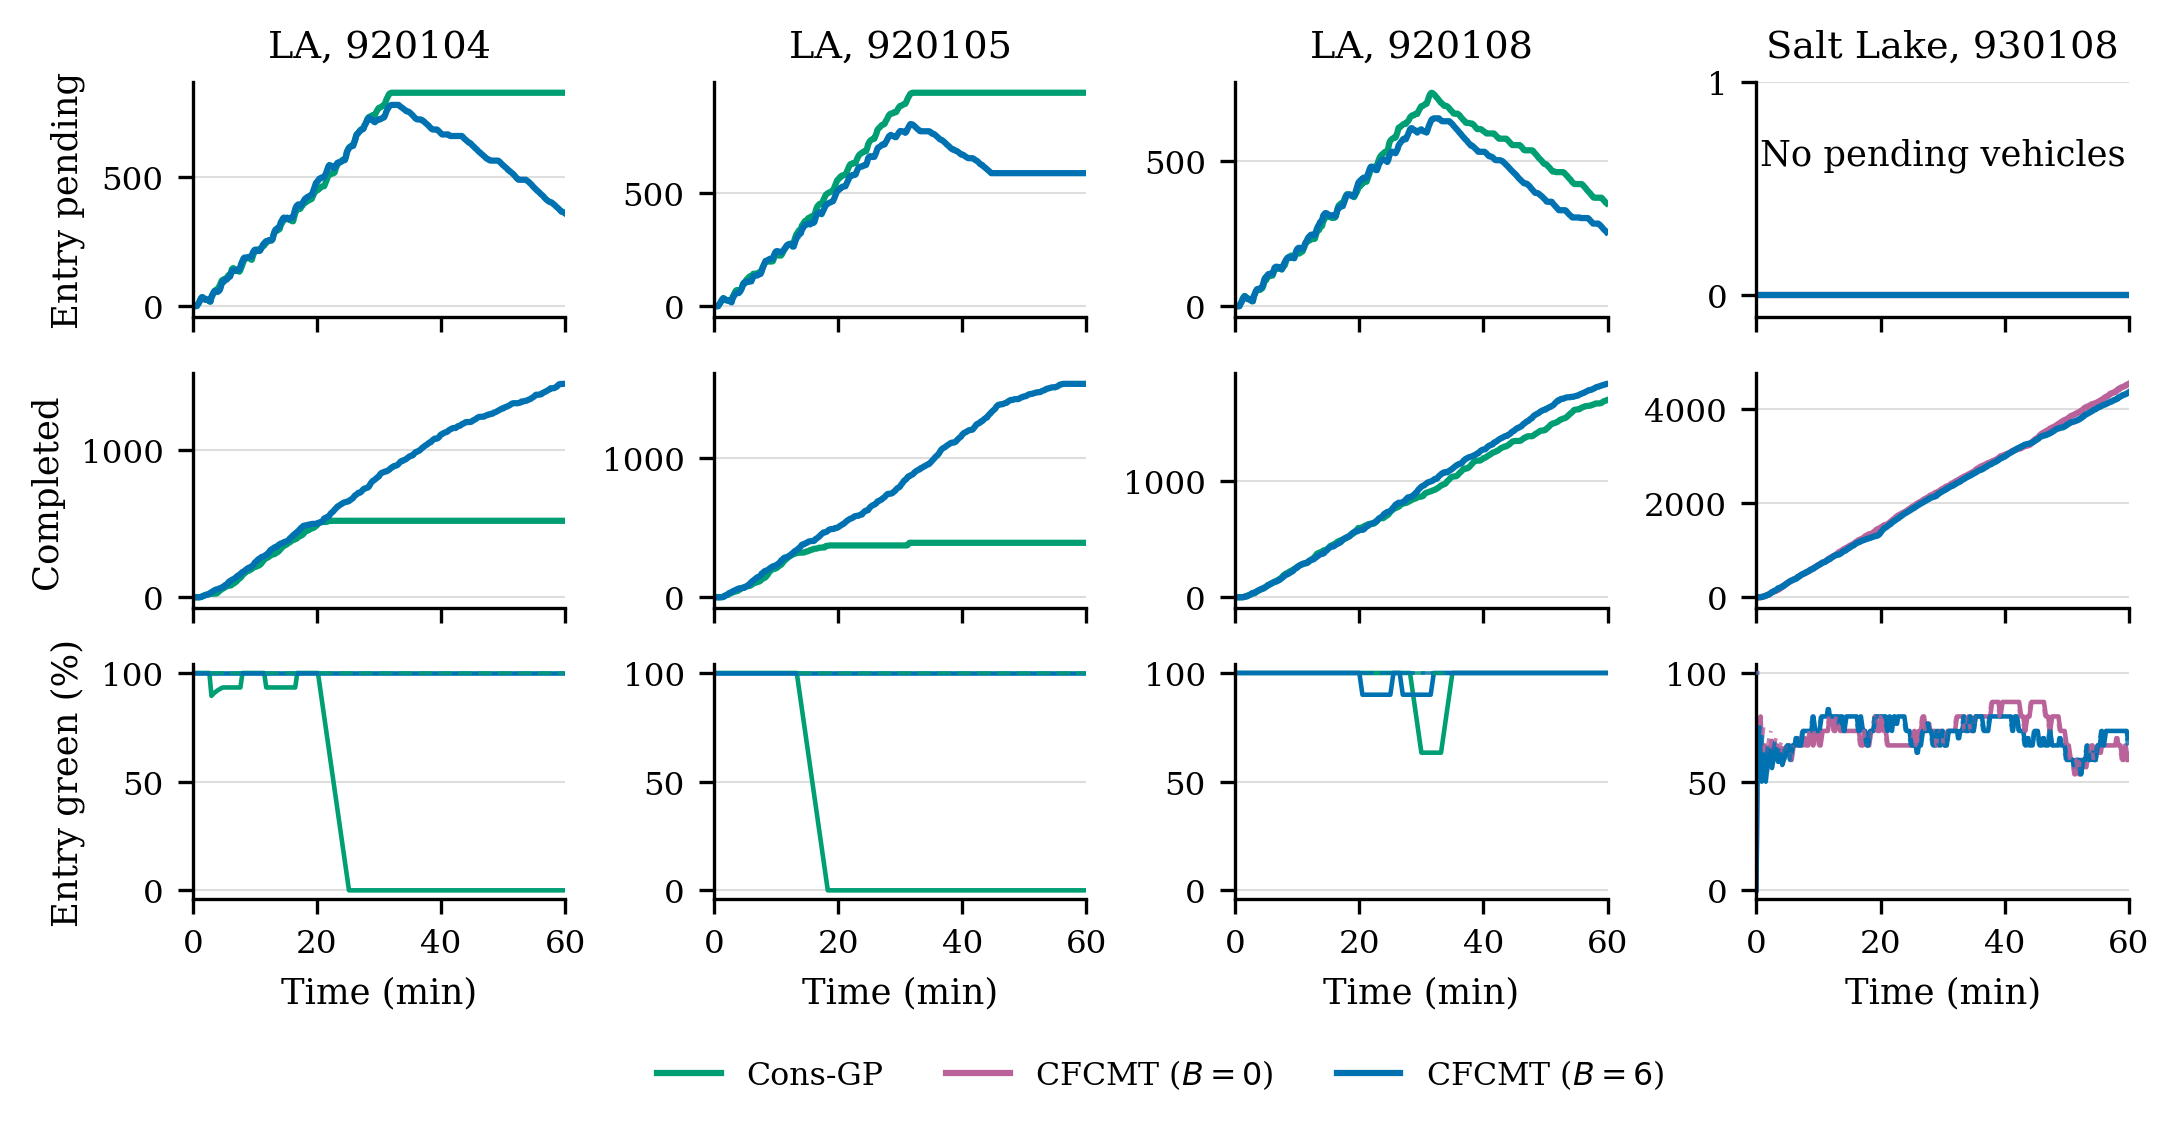 LA, 920104
LA, 920105
LA, 920108
Salt Lake, 930108
Entry pending
500
0
500
0
500
0
1
0
No pending vehicles
Completed
1000
0
1000
0
1000
0
4000
2000
0
Entry green (%)
100
50
0
100
50
0
100
50
0
100
50
0
0 20 40 60
0 20 40 60
0 20 40 60
0 20 40 60
Time (min)
Time (min)
Time (min)
Time (min)
Cons-GP
CFCMT (B = 0)
CFCMT (B = 6)